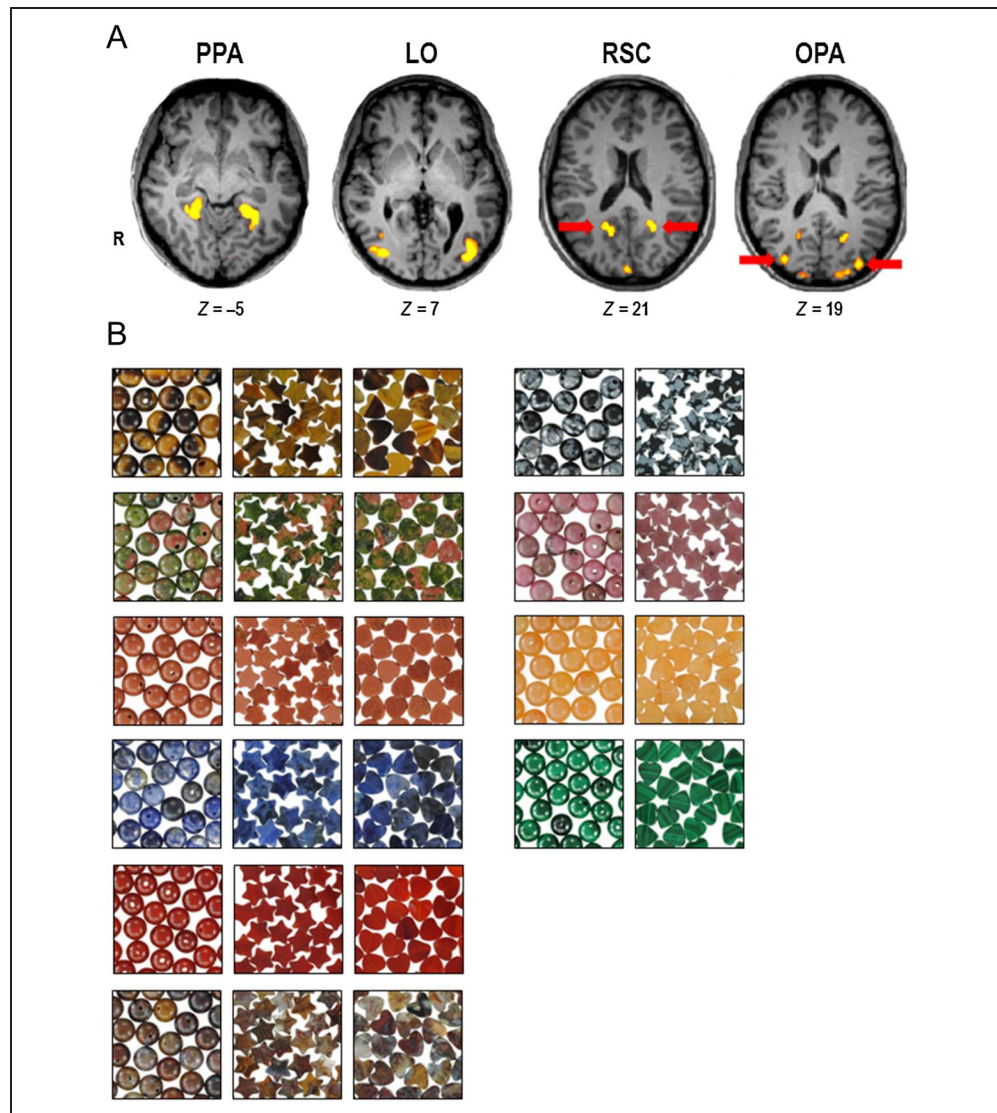 A
PPA LO RSC OPA
R
Z = –5 Z = 7 Z = 21 Z = 19
B